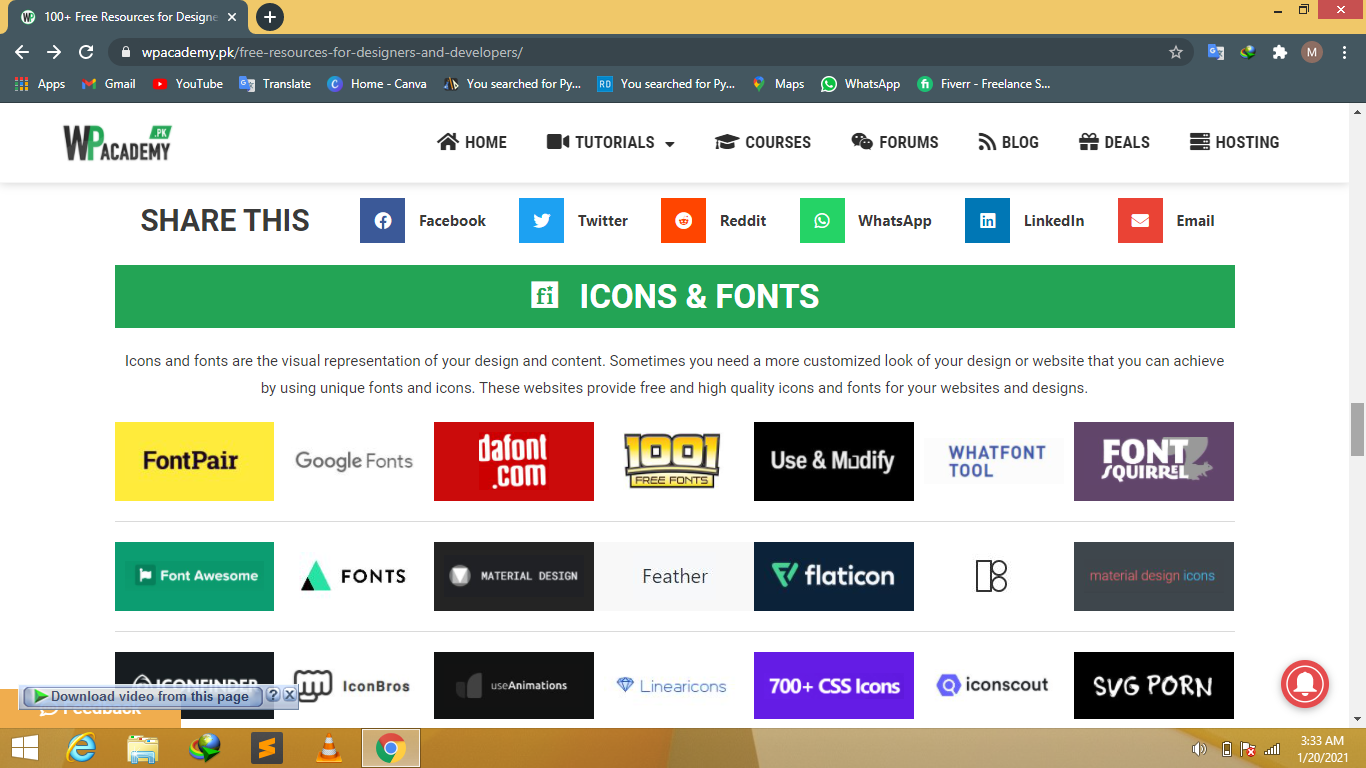 100+ Free Resources for Designe
wpacademy.pk/free-resources-for-designers-and-developers/
M
Apps Gmail YouTube Translate Home - Canva You searched for Py... RD You searched for Py... Maps WhatsApp Fiverr - Freelance S...
WP ACADEMY .PK
HOME TUTORIALS COURSES FORUMS BLOG DEALS HOSTING
SHARE THIS Facebook Twitter Reddit WhatsApp LinkedIn Email
fi ICONS & FONTS
Icons and fonts are the visual representation of your design and content. Sometimes you need a more customized look of your design or website that you can achieve
by using unique fonts and icons. These websites provide free and high quality icons and fonts for your websites and designs.
FontPair Google Fonts dafont.com 1001 FREE FONTS Use & Modify WHATFONT TOOL FONT SQUIRREL
Font Awesome FONTS MATERIAL DESIGN Feather flaticon material design icons
ICONFINDER IconBros useAnimations Linearicons 700+ CSS Icons iconscout SVG PORN
Download video from this page ? X
Feedback
3:33 AM
1/20/2021